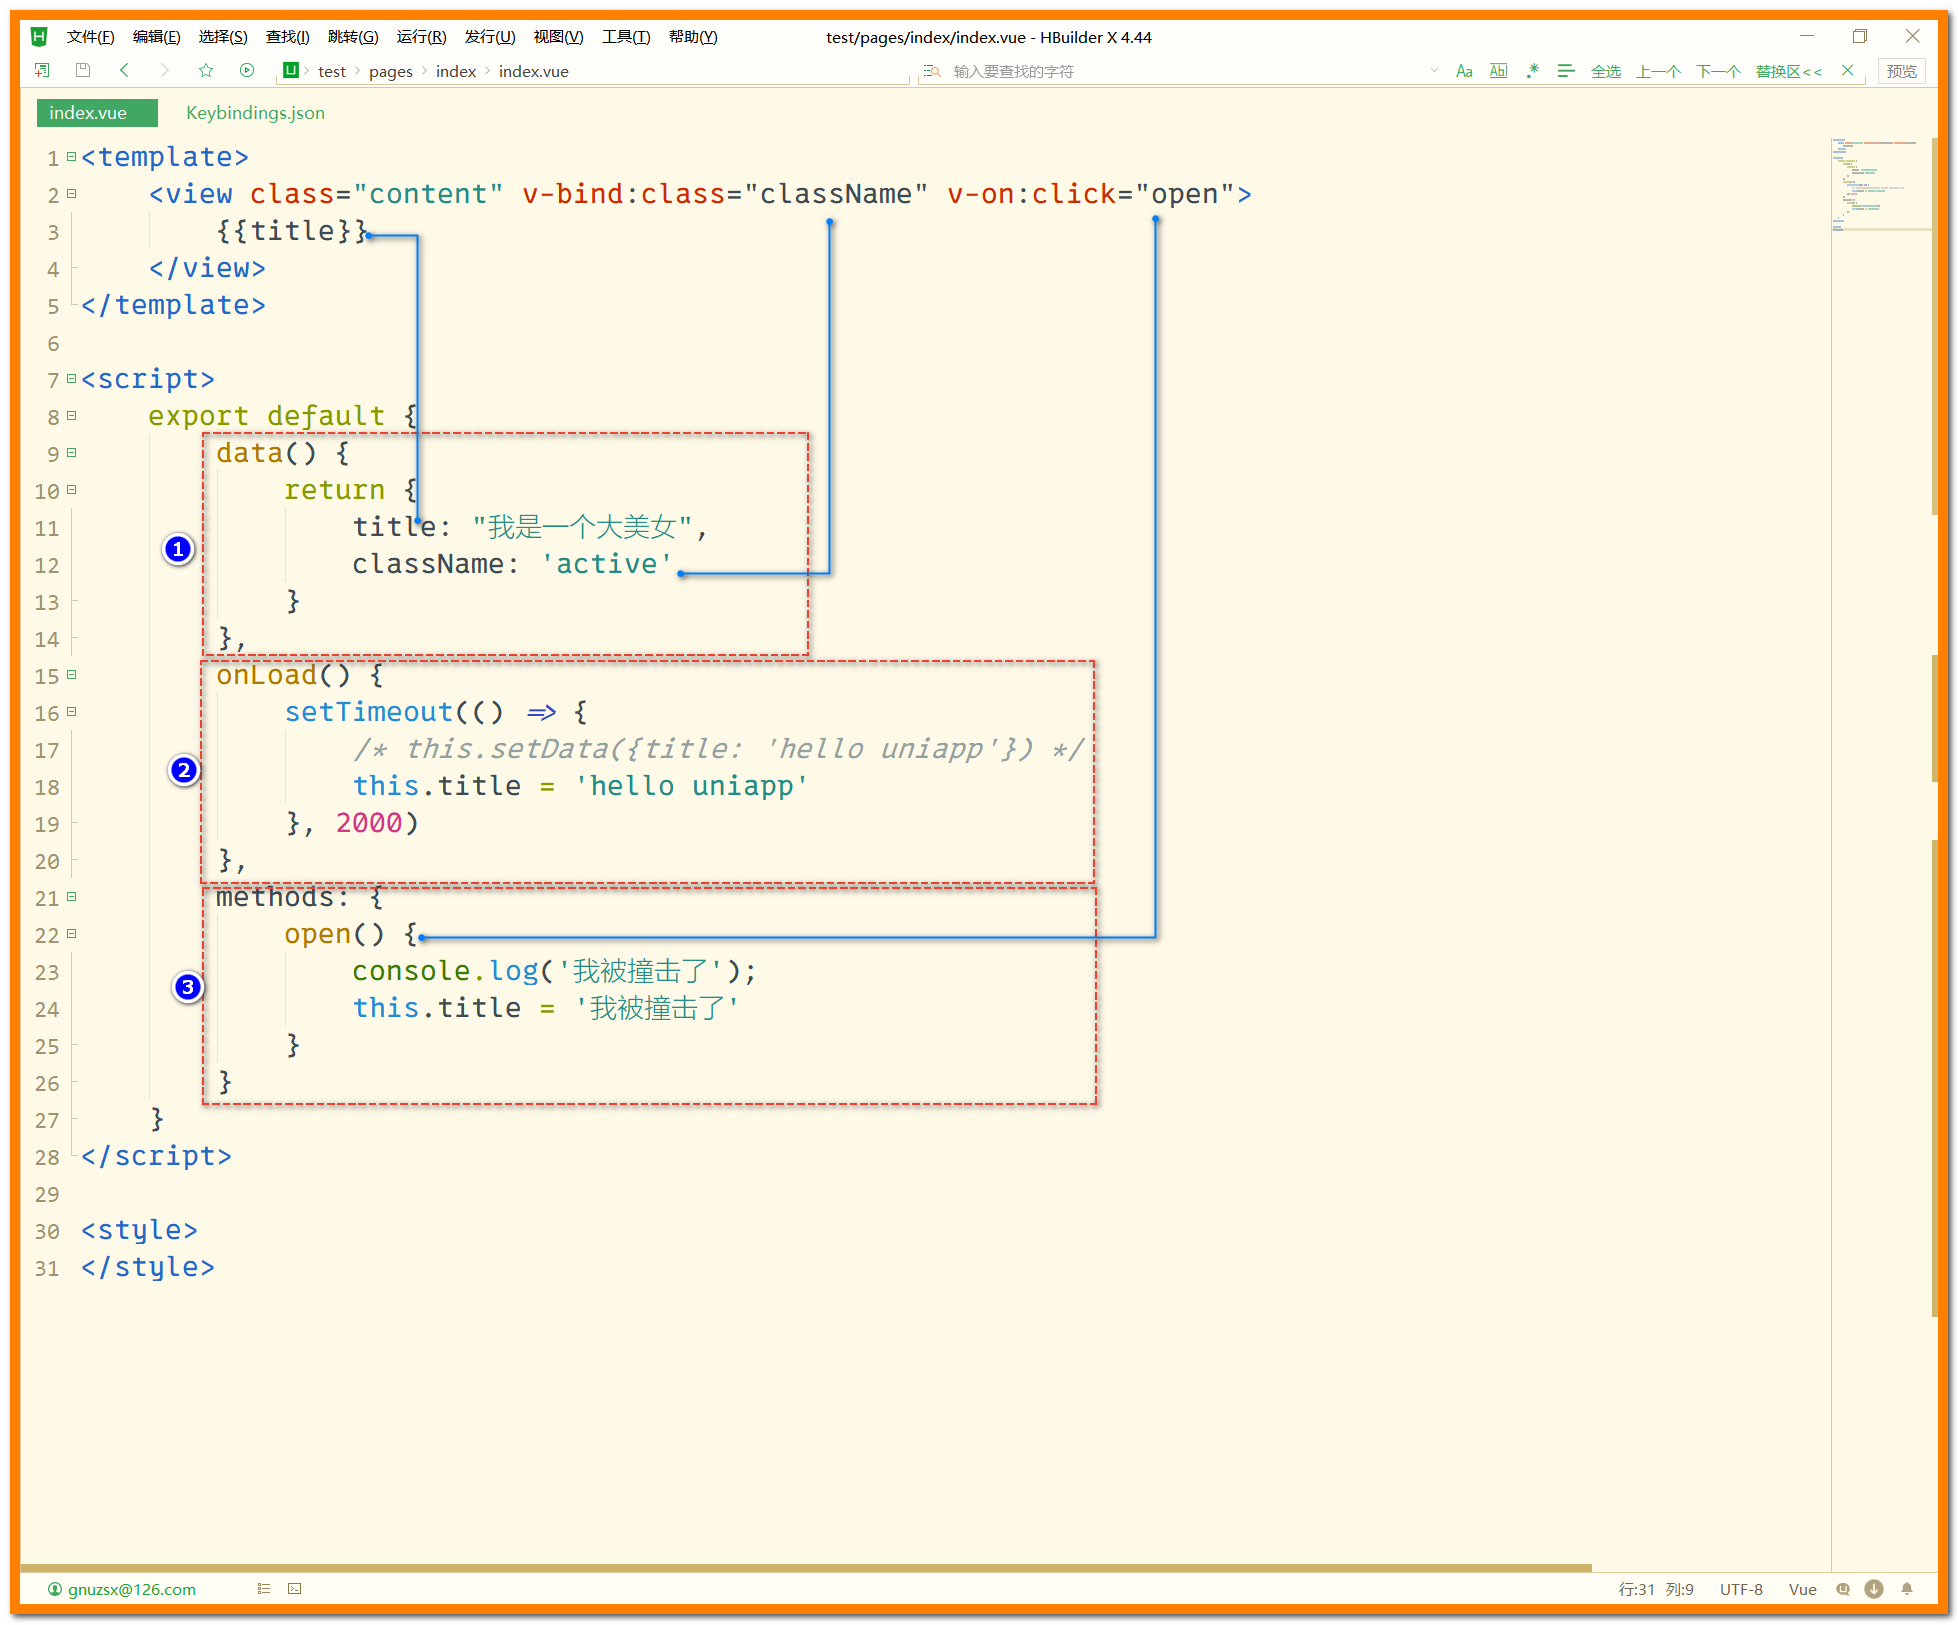 文件(F) 编辑(E) 选择(S) 查找(I) 跳转(G) 运行(R) 发行(U) 视图(V) 工具(T) 帮助(Y) test/pages/index/index.vue - HBuilder X 4.44
test pages index index.vue 输入要查找的字符 Aa Ab .* 全选 上一个 下一个 替换区<< 预览
index.vue Keybindings.json
1 <template>
2 <view class="content" v-bind:class="className" v-on:click="open">
3 {{title}}
4 </view>
5 </template>
6
7 <script>
8 export default {
9 data() {
10 return {
11 title: "我是一个大美女",
12 className: 'active'
13 }
14 },
15 onLoad() {
16 setTimeout(() => {
17 /* this.setData({title: 'hello uniapp'}) */
18 this.title = 'hello uniapp'
19 }, 2000)
20 },
21 methods: {
22 open() {
23 console.log('我被撞击了');
24 this.title = '我被撞击了'
25 }
26 }
27 }
28 </script>
29
30 <style>
31 </style>
1
2
3
gnuzsx@126.com 行:31 列:9 UTF-8 Vue